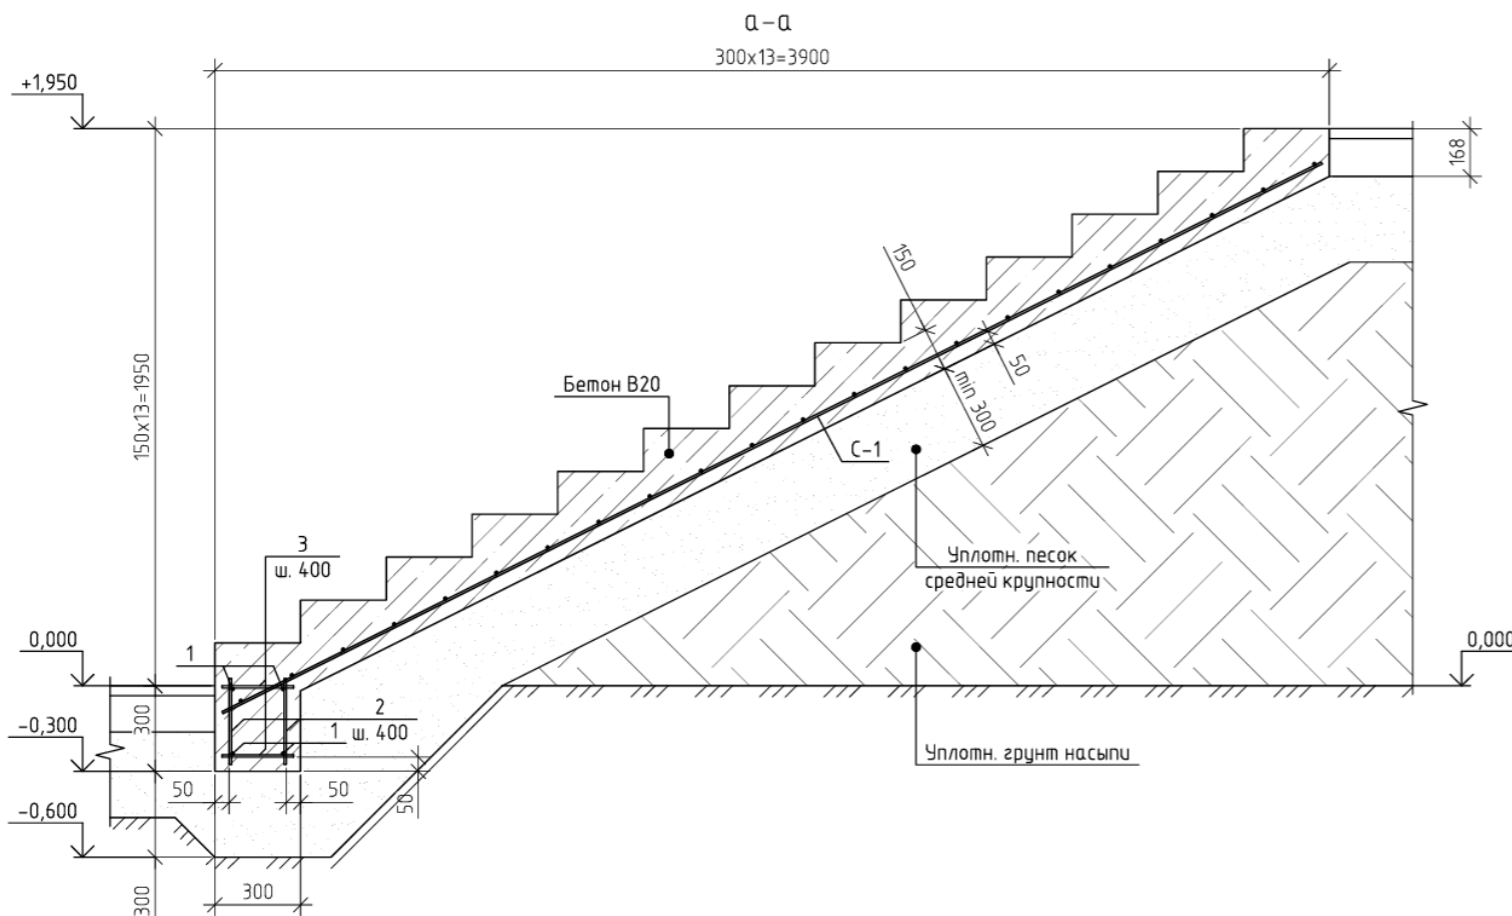 а-а
300х13=3900
+1,950
168
150
50
min 300
150х13=1950
Бетон В20
С-1
3
ш. 400
Уплотн. песок
средней крупности
0,000
0,000
1
300
2
-0,300
1 ш. 400
Уплотн. грунт насыпи
50
50
50
-0,600
300
300